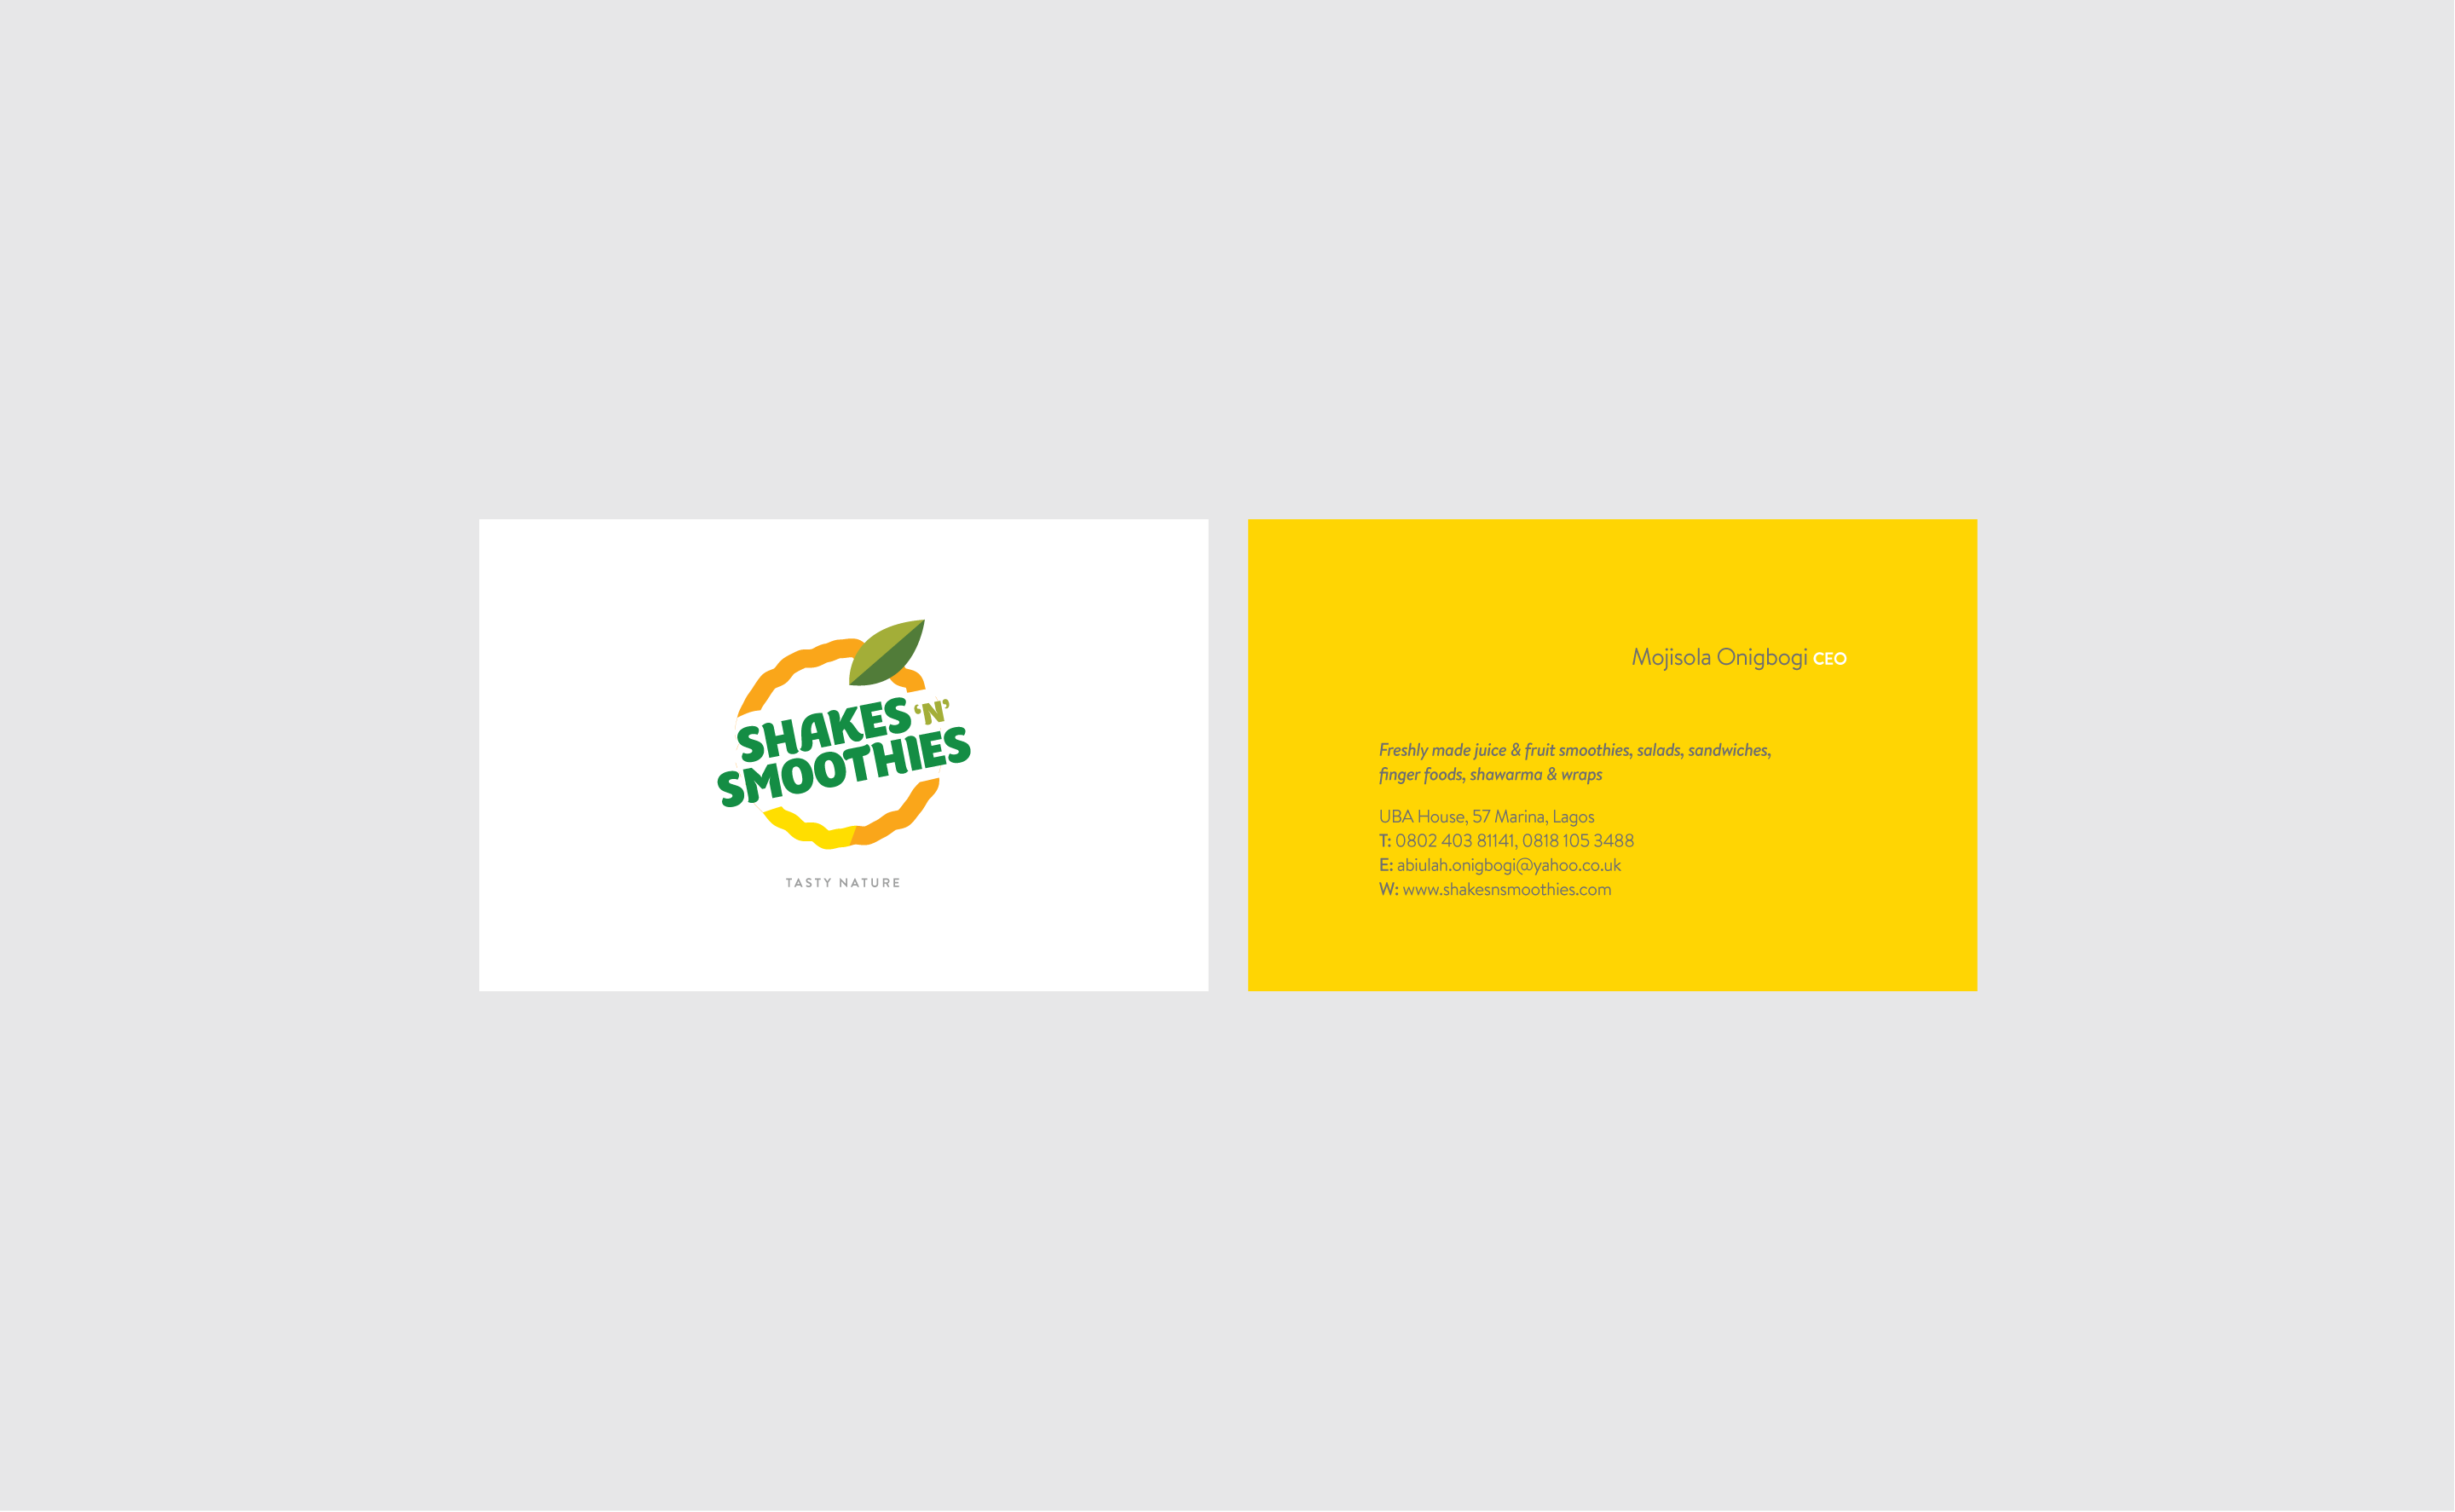 SHAKES 'N'
SMOOTHIES
TASTY NATURE
Mojisola Onigbogi CEO
Freshly made juice & fruit smoothies, salads, sandwiches,
finger foods, shawarma & wraps
UBA House, 57 Marina, Lagos
T: 0802 403 81141, 0818 105 3488
E: abiulah.onigbogi@yahoo.co.uk
W: www.shakesnsmoothies.com